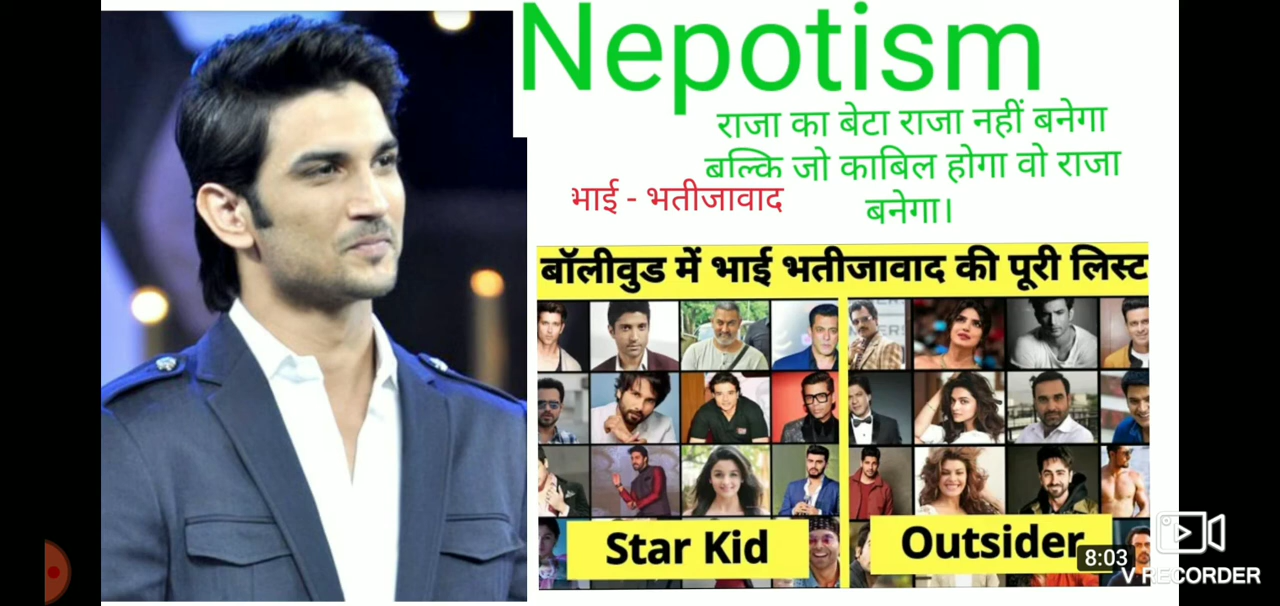 Nepotism
राजा का बेटा राजा नहीं बनेगा
बल्कि जो काबिल होगा वो राजा
बनेगा।
भाई - भतीजावाद
बॉलीवुड में भाई भतीजावाद की पूरी लिस्ट
Star Kid
Outsider
8:03
V RECORDER